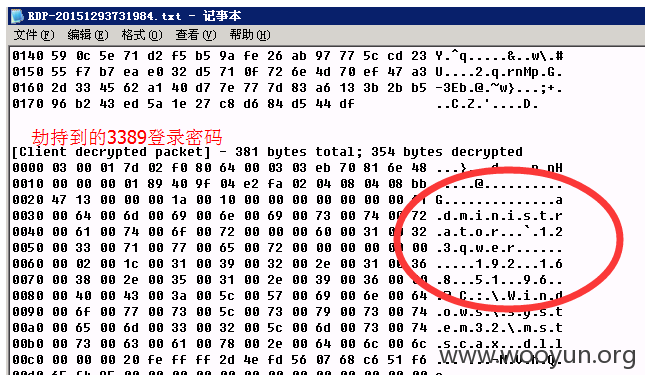 RDP-20151293731984.txt - 记事本
文件(F) 编辑(E) 格式(O) 查看(V) 帮助(H)
0140 59 0c 5e 71 d2 f5 b5 9a fe 26 ab 97 77 5c cd 23 Y.^q.....&..w\.#
0150 55 f7 b7 ea e0 32 d5 71 0f 72 6e 4d 70 ef 47 a3 U....2.q.rnMp.G.
0160 2d 33 45 62 a1 40 d7 7e 77 7d 83 a6 13 3b 2b b5 -3Eb.@.~w}...;+.
0170 96 b2 43 ed 5a 1e 27 c8 d6 84 d5 44 df ..C.Z.'....D.
劫持到的3389登录密码
[Client decrypted packet] - 381 bytes total; 354 bytes decrypted
0000 03 00 01 7d 02 f0 80 64 00 03 03 eb 70 81 6e 48 ...}...d....p.nH
0010 00 00 00 01 89 40 9f 04 e2 fa 02 04 08 04 08 bb .....@..........
0020 47 13 00 00 00 1a 00 10 00 00 00 00 00 00 00 61 G..............a
0030 00 64 00 6d 00 69 00 6e 00 69 00 73 00 74 00 72 .d.m.i.n.i.s.t.r
0040 00 61 00 74 00 6f 00 72 00 00 00 60 00 31 00 32 .a.t.o.r...`.1.2
0050 00 33 00 71 00 77 00 65 00 72 00 00 00 00 00 00 .3.q.w.e.r......
0060 00 02 00 1c 00 31 00 39 00 32 00 2e 00 31 00 36 .....1.9.2...1.6
0070 00 38 00 2e 00 35 00 31 00 2e 00 39 00 36 00 00 .8...5.1...9.6..
0080 00 40 00 43 00 3a 00 5c 00 57 00 69 00 6e 00 64 .@.C.:.\.W.i.n.d
0090 00 6f 00 77 00 73 00 5c 00 73 00 79 00 73 00 74 .o.w.s.\.s.y.s.t
00a0 00 65 00 6d 00 33 00 32 00 5c 00 6d 00 73 00 74 .e.m.3.2.\.m.s.t
00b0 00 73 00 63 00 61 00 78 00 2e 00 64 00 6c 00 6c .s.c.a.x...d.l.l
00c0 00 00 00 20 fe ff ff 2d 4e fd 56 07 68 c6 51 f6
www.wooyun.org